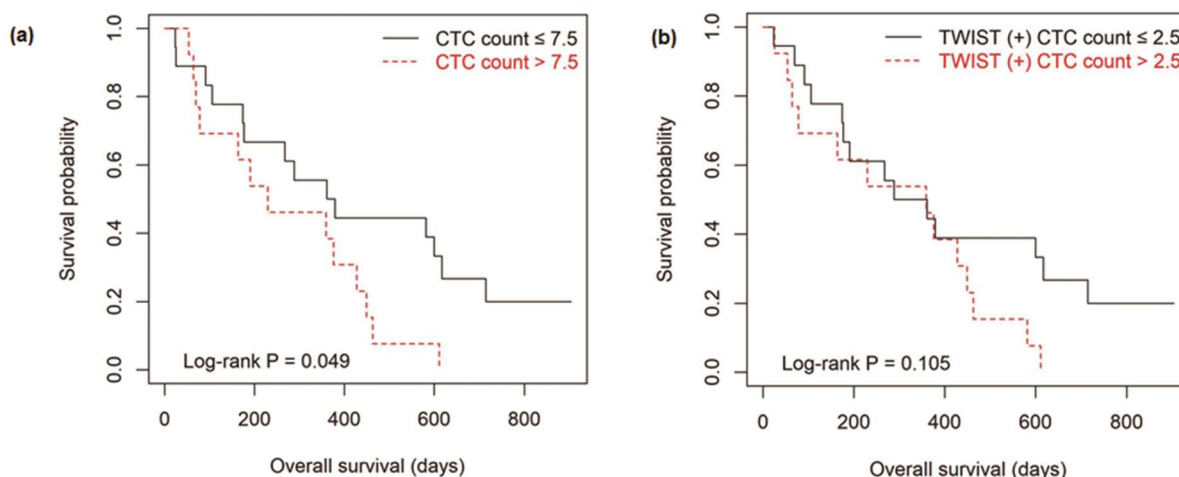 (a)
CTC count ≤ 7.5
CTC count > 7.5
Survival probability
1.0
0.8
0.6
0.4
0.2
0.0
Log-rank P = 0.049
0 200 400 600 800
Overall survival (days)
(b)
TWIST (+) CTC count ≤ 2.5
TWIST (+) CTC count > 2.5
Survival probability
1.0
0.8
0.6
0.4
0.2
0.0
Log-rank P = 0.105
0 200 400 600 800
Overall survival (days)